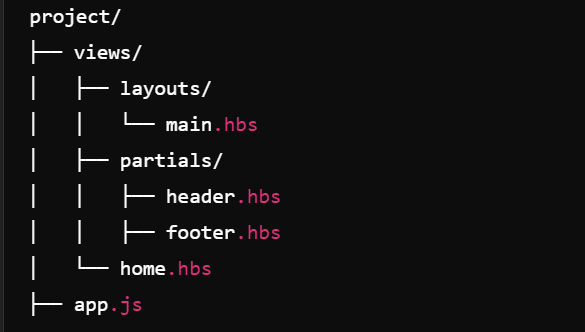 project/
├── views/
│   ├── layouts/
│   │   └── main.hbs
│   ├── partials/
│   │   ├── header.hbs
│   │   ├── footer.hbs
│   └── home.hbs
├── app.js